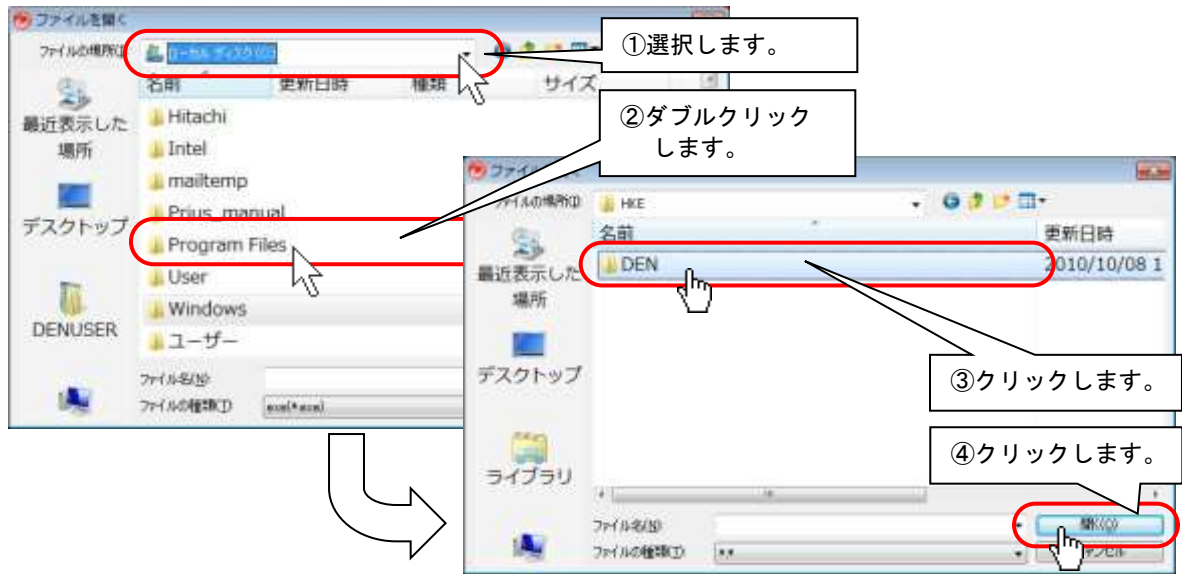 ファイルを開く
ファイルの場所(I):
ローカル ディスク (C:)
①選択します。
名前
更新日時
種類
サイズ
最近表示した
場所
Hitachi
Intel
mailtemp
Prius_manual
Program Files
User
Windows
ユーザー
デスクトップ
DENUSER
ファイル名(N):
ファイルの種類(T):
exe(*.exe)
②ダブルクリック
します。
ファイルの場所(I):
HKE
名前
更新日時
DEN
2010/10/08 1
最近表示した
場所
デスクトップ
ライブラリ
③クリックします。
④クリックします。
ファイル名(N):
開く(O)
ファイルの種類(T):
*.*